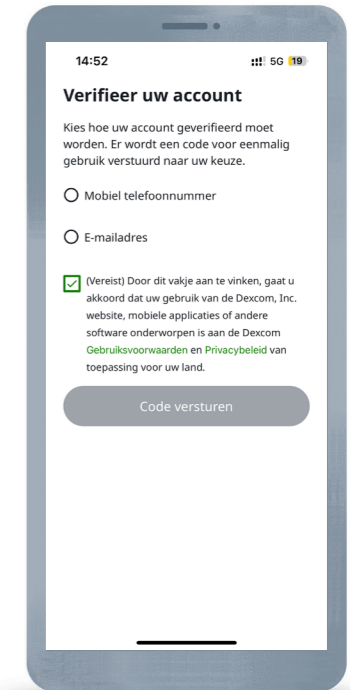 14:52 5G 19
Verifieer uw account
Kies hoe uw account geverifieerd moet
worden. Er wordt een code voor eenmalig
gebruik verstuurd naar uw keuze.
Mobiel telefoonnummer
E-mailadres
(Vereist) Door dit vakje aan te vinken, gaat u
akkoord dat uw gebruik van de Dexcom, Inc.
website, mobiele applicaties of andere
software onderworpen is aan de Dexcom
Gebruiksvoorwaarden en Privacybeleid van
toepassing voor uw land.
Code versturen